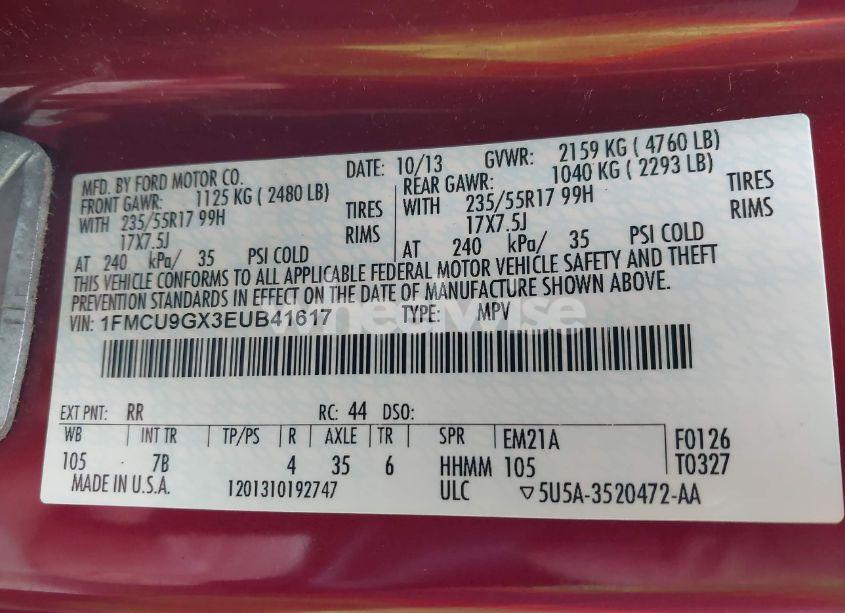 MFD. BY FORD MOTOR CO. DATE: 10/13 GVWR: 2159 KG ( 4760 LB)
FRONT GAWR: 1125 KG ( 2480 LB) REAR GAWR: 1040 KG ( 2293 LB)
WITH 235/55R17 99H TIRES WITH 235/55R17 99H TIRES
17X7.5J RIMS 17X7.5J RIMS
AT 240 kPa/ 35 PSI COLD AT 240 kPa/ 35 PSI COLD
THIS VEHICLE CONFORMS TO ALL APPLICABLE FEDERAL MOTOR VEHICLE SAFETY AND THEFT
PREVENTION STANDARDS IN EFFECT ON THE DATE OF MANUFACTURE SHOWN ABOVE.
VIN: 1FMCU9GX3EUB41617 TYPE: MPV
wheelwise
EXT PNT: RR RC: 44 DSO:
WB INT TR TP/PS R AXLE TR SPR EM21A F0126
105 7B 4 35 6 HHMM 105 T0327
MADE IN U.S.A. 1201310192747 ULC ▽5U5A-3520472-AA